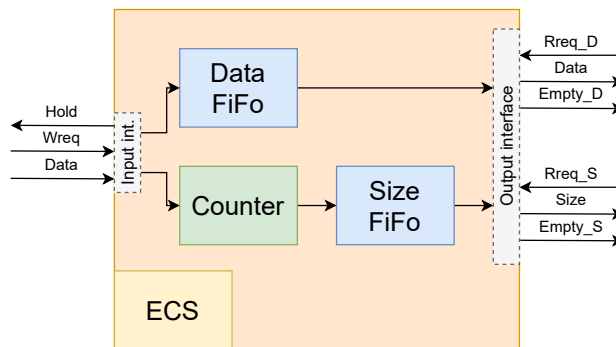 Hold
Wreq
Data
Input int.
Data
FiFo
Counter
Size
FiFo
ECS
Output interface
Rreq_D
Data
Empty_D
Rreq_S
Size
Empty_S